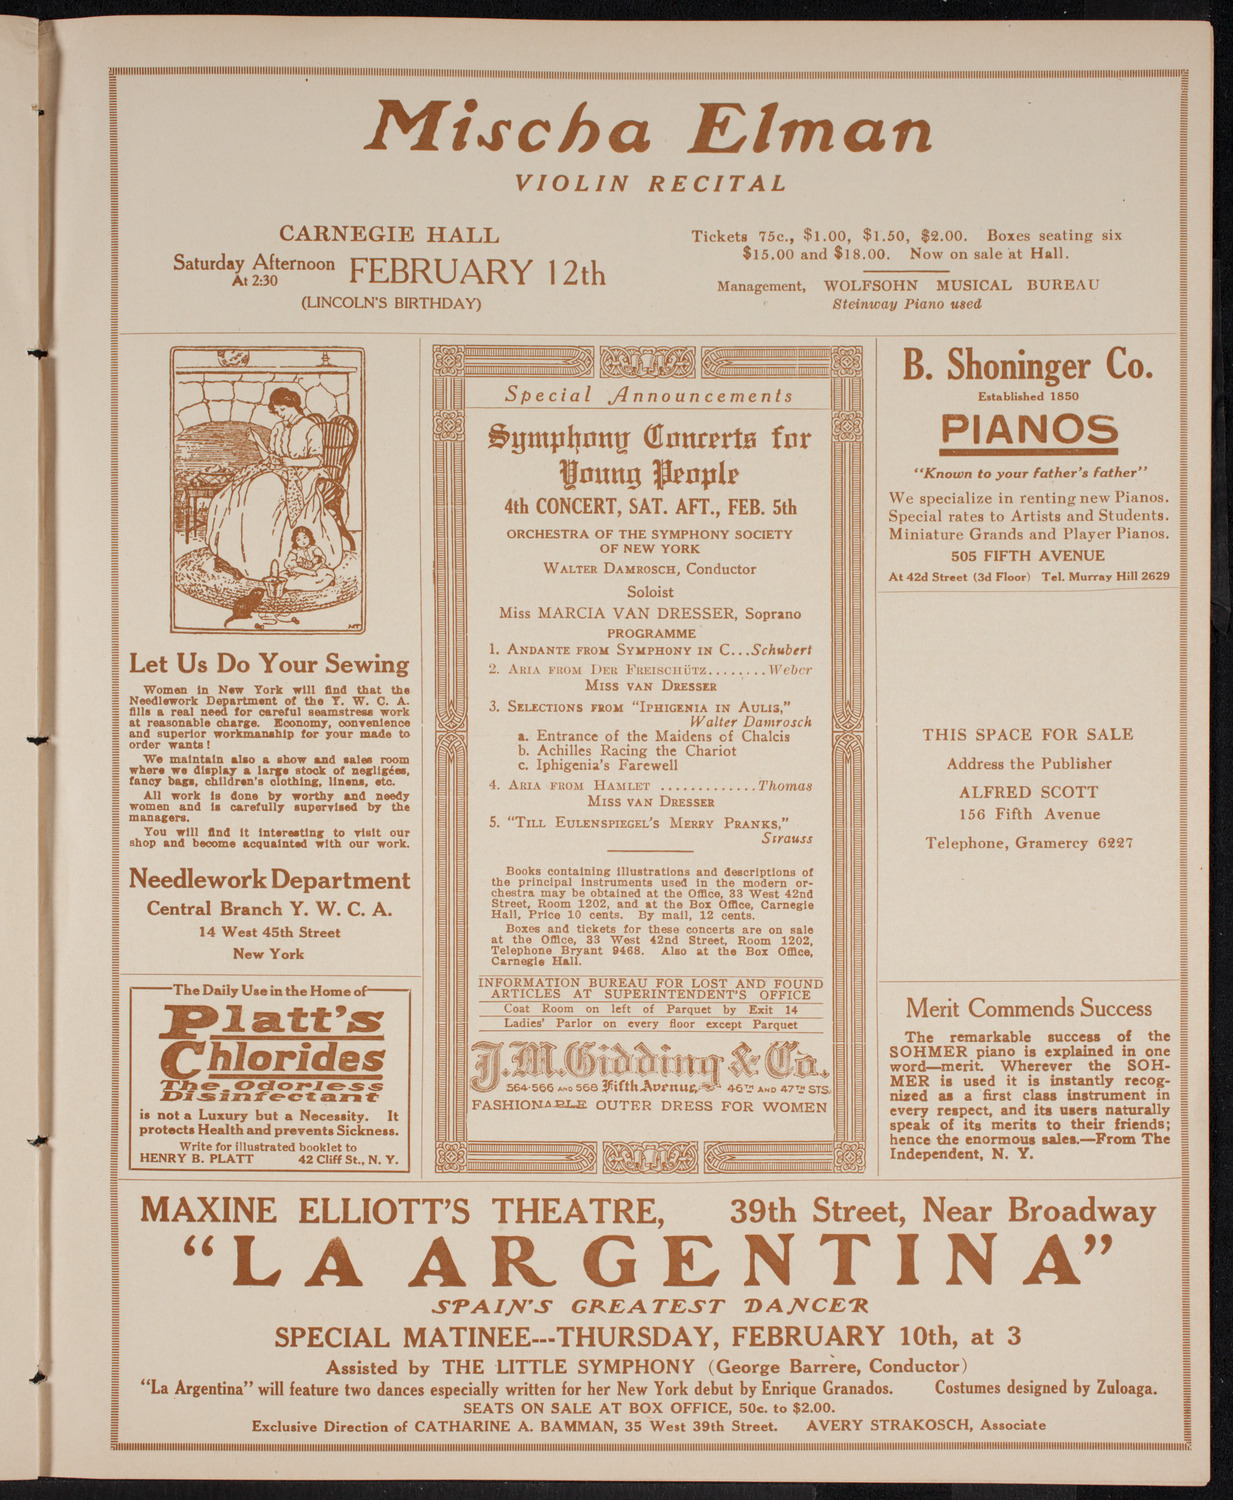 Mischa Elman
VIOLIN RECITAL
CARNEGIE HALL
Saturday Afternoon At 2:30 FEBRUARY 12th
(LINCOLN'S BIRTHDAY)
Tickets 75c., $1.00, $1.50, $2.00. Boxes seating six
$15.00 and $18.00. Now on sale at Hall.
Management, WOLFSOHN MUSICAL BUREAU
Steinway Piano used
Let Us Do Your Sewing
Women in New York will find that the
Needlework Department of the Y. W. C. A.
fills a real need for careful seamstress work
at reasonable charge. Economy, convenience
and superior workmanship for your made to
order wants!
We maintain also a show and sales room
where we display a large stock of negligées,
fancy bags, children's clothing, linens, etc.
All work is done by worthy and needy
women and is carefully supervised by the
managers.
You will find it interesting to visit our
shop and become acquainted with our work.
Needlework Department
Central Branch Y. W. C. A.
14 West 45th Street
New York
The Daily Use in the Home of
Platt's
Chlorides
The Odorless
Disinfectant
is not a Luxury but a Necessity. It
protects Health and prevents Sickness.
Write for illustrated booklet to
HENRY B. PLATT 42 Cliff St., N. Y.
Special Announcements
Symphony Concerts for
Young People
4th CONCERT, SAT. AFT., FEB. 5th
ORCHESTRA OF THE SYMPHONY SOCIETY
OF NEW YORK
WALTER DAMROSCH, Conductor
Soloist
Miss MARCIA VAN DRESSER, Soprano
PROGRAMME
1. ANDANTE FROM SYMPHONY IN C...Schubert
2. ARIA FROM DER FREISCHÜTZ........Weber
MISS VAN DRESSER
3. SELECTIONS FROM "IPHIGENIA IN AULIS,"
Walter Damrosch
a. Entrance of the Maidens of Chalcis
b. Achilles Racing the Chariot
c. Iphigenia's Farewell
4. ARIA FROM HAMLET .............Thomas
MISS VAN DRESSER
5. "TILL EULENSPIEGEL'S MERRY PRANKS,"
Strauss
Books containing illustrations and descriptions of
the principal instruments used in the modern or-
chestra may be obtained at the Office, 33 West 42nd
Street, Room 1202, and at the Box Office, Carnegie
Hall, Price 10 cents. By mail, 12 cents.
Boxes and tickets for these concerts are on sale
at the Office, 33 West 42nd Street, Room 1202,
Telephone Bryant 9468. Also at the Box Office,
Carnegie Hall.
INFORMATION BUREAU FOR LOST AND FOUND
ARTICLES AT SUPERINTENDENT'S OFFICE
Coat Room on left of Parquet by Exit 14
Ladies' Parlor on every floor except Parquet
J.M. Gidding & Co.
564-566 AND 568 Fifth Avenue, 46TH AND 47TH STS.
FASHIONABLE OUTER DRESS FOR WOMEN
B. Shoninger Co.
Established 1850
PIANOS
"Known to your father's father"
We specialize in renting new Pianos.
Special rates to Artists and Students.
Miniature Grands and Player Pianos.
505 FIFTH AVENUE
At 42d Street (3d Floor) Tel. Murray Hill 2629
THIS SPACE FOR SALE
Address the Publisher
ALFRED SCOTT
156 Fifth Avenue
Telephone, Gramercy 6227
Merit Commends Success
The remarkable success of the
SOHMER piano is explained in one
word—merit. Wherever the SOH-
MER is used it is instantly recog-
nized as a first class instrument in
every respect, and its users naturally
speak of its merits to their friends;
hence the enormous sales.—From The
Independent, N. Y.
MAXINE ELLIOTT'S THEATRE, 39th Street, Near Broadway
"LA ARGENTINA"
SPAIN'S GREATEST DANCER
SPECIAL MATINEE---THURSDAY, FEBRUARY 10th, at 3
Assisted by THE LITTLE SYMPHONY (George Barrère, Conductor)
"La Argentina" will feature two dances especially written for her New York debut by Enrique Granados. Costumes designed by Zuloaga.
SEATS ON SALE AT BOX OFFICE, 50c. to $2.00.
Exclusive Direction of CATHARINE A. BAMMAN, 35 West 39th Street. AVERY STRAKOSCH, Associate